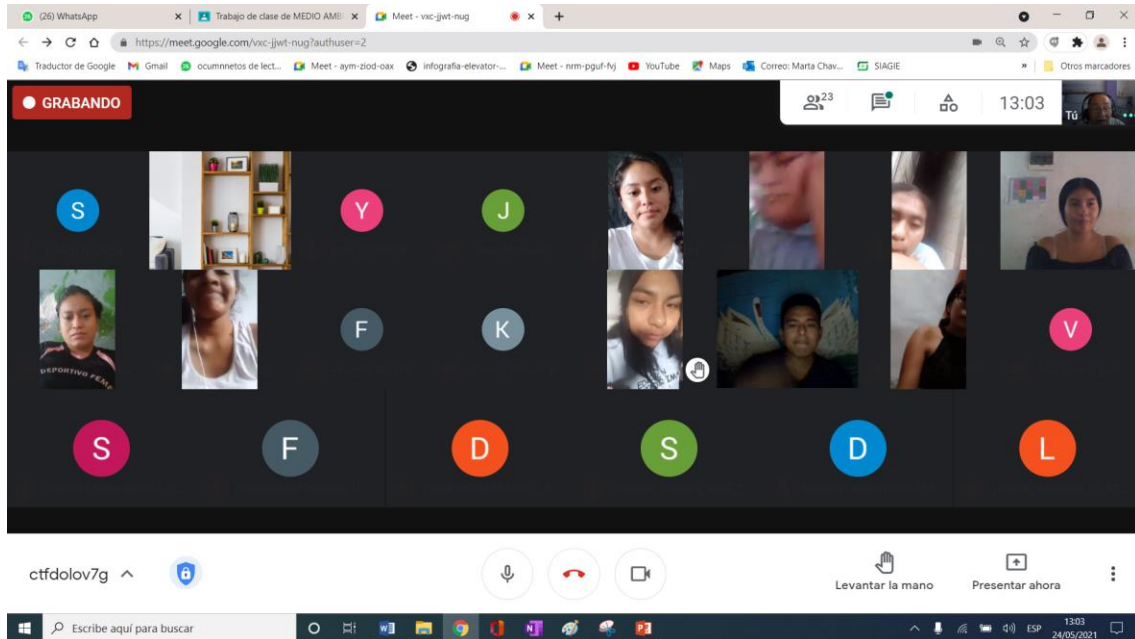 (26) WhatsApp
Trabajo de clase de MEDIO AMB
Meet - vxc-jjwt-nug
https://meet.google.com/vxc-jjwt-nug?authuser=2
Traductor de Google
Gmail
ocumnnetos de lect...
Meet - aym-ziod-oax
infografia-elevator-...
Meet - nrm-pguf-fvj
YouTube
Maps
Correo: Marta Chav...
SIAGIE
»
Otros marcadores
GRABANDO
23
13:03
Tú
S
Y
J
F
K
V
DEPORTIVO FEME
S
F
D
S
D
L
ctfdolov7g
Levantar la mano
Presentar ahora
Escribe aquí para buscar
ESP
13:03
24/05/2021